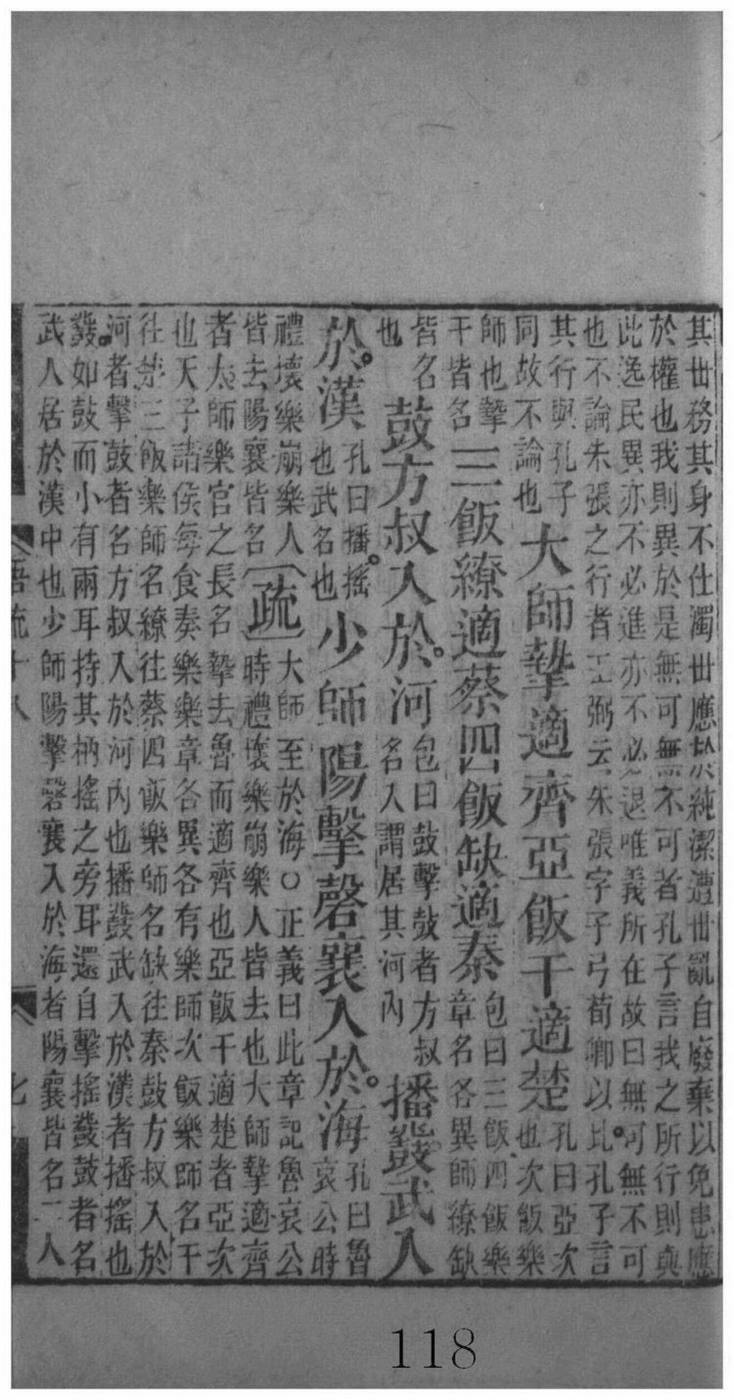 其世務其身不仕濁世應於純潔遭世亂自廢棄以免患應
於權也我則異於是無可無不可者孔子言我之所行則與
此逸民異亦不必進亦不必退唯義所在故曰無可無不可
也不論朱張之行者王弼云朱張字子弓荀卿以比孔子言
其行與孔子
同故不論也
大師摯適齊亞飯干適楚
孔曰亞次
也次飯樂
師也摯
干皆名
三飯繚適蔡四飯缺適秦
包曰三飯四飯樂
章名各異師繚缺
皆名
也
鼓方叔入於河
包曰鼓擊鼓者方叔
名入謂居其河內
播鼗武入
於漢
孔曰播搖
也武名也
少師陽擊磬襄入於海
孔曰魯
哀公時
禮壞樂崩樂人
皆去陽襄皆名
疏
大師至於海○正義曰此章記魯哀公
時禮壞樂崩樂人皆去也大師摯適齊
者大師樂官之長名摯去魯而適齊也亞飯干適楚者亞次
也天子諸侯每食奏樂樂章各異各有樂師次飯樂師名干
往楚三飯樂師名繚往蔡四飯樂師名缺往秦鼓方叔入於
河者擊鼓者名方叔入於河內也播鼗武入於漢者播搖也
鼗如鼓而小有兩耳持其柄搖之旁耳還自擊搖鼗鼓者名
武人居於漢中也少師陽擊磬襄入於海者陽襄皆名二人
語疏十八
118